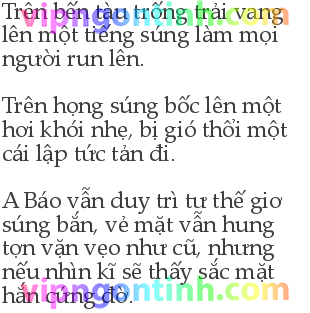 Trên bến tàu trống trải vang
lên một tiếng súng làm mọi
người run lên.
Trên họng súng bốc lên một
hơi khói nhẹ, bị gió thổi một
cái lập tức tản đi.
A Báo vẫn duy trì tư thế giơ
súng bắn, vẻ mặt vẫn hung
tợn vặn vẹo như cũ, nhưng
nếu nhìn kĩ sẽ thấy sắc mặt
hắn cứng đờ.
vipngontinh.com
vipngontinh.com